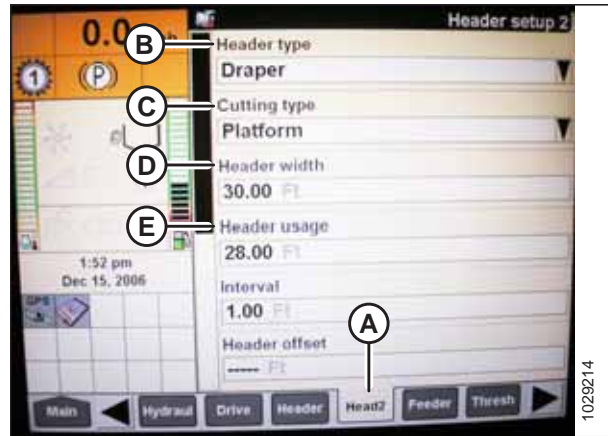 0.0
Header setup 2
B
Header type
Draper
1
(P)
C
Cutting type
Platform
D
Header width
30.00 Ft
E
Header usage
28.00 Ft
1:52 pm
Dec 15, 2006
Interval
1.00 Ft
GPS
A
Header offset
----- Ft
Main
Hydraul
Drive
Header
Head2
Feeder
Thresh
1029214